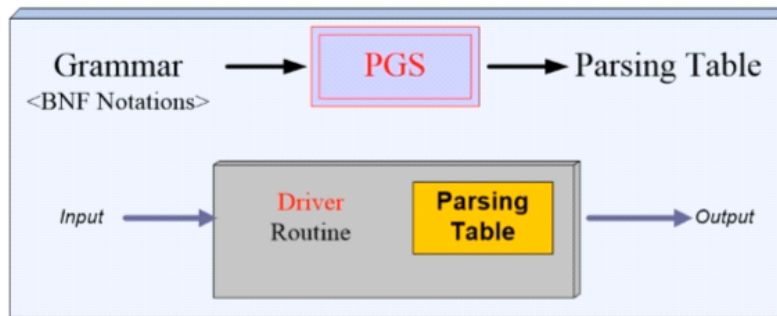 Grammar
<BNF Notations>
PGS
Parsing Table
Input
Driver
Routine
Parsing
Table
Output